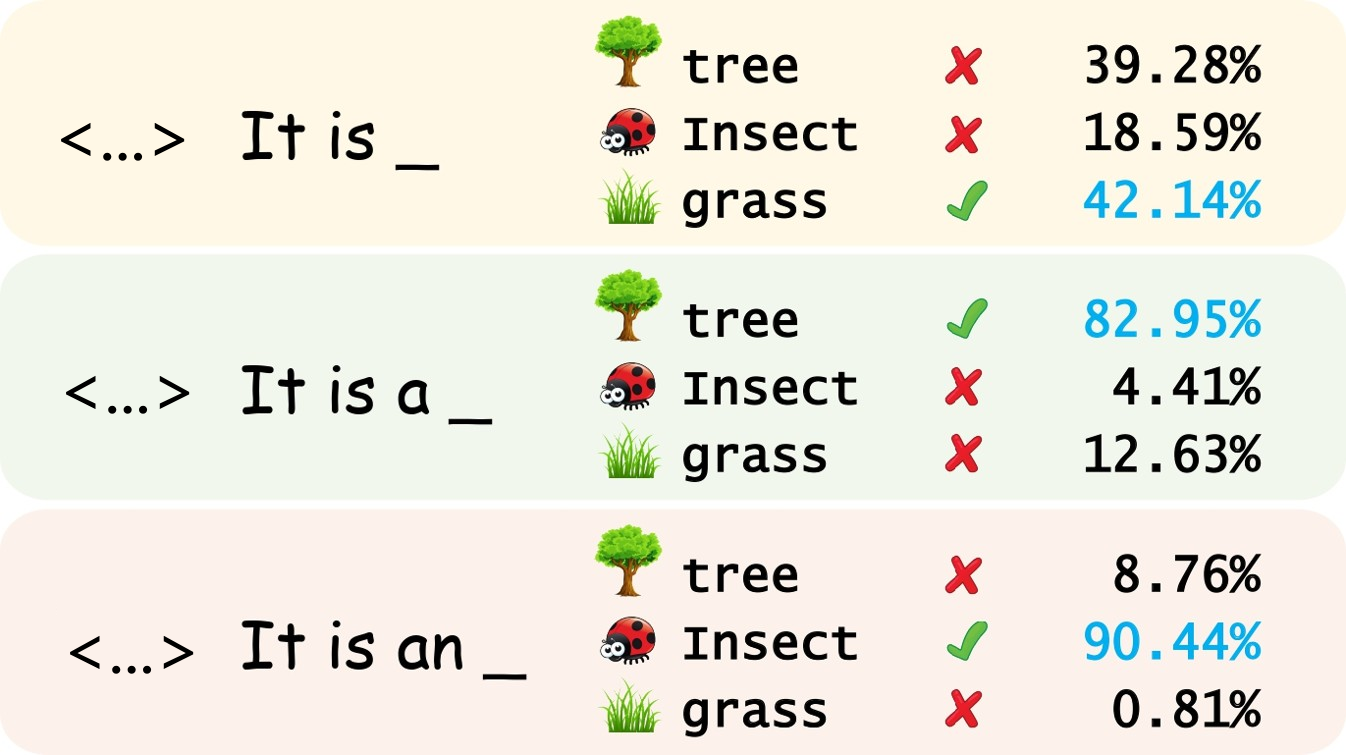 tree 39.28%
<...> It is _ Insect 18.59%
grass 42.14%
tree 82.95%
<...> It is a _ Insect 4.41%
grass 12.63%
tree 8.76%
<...> It is an _ Insect 90.44%
grass 0.81%